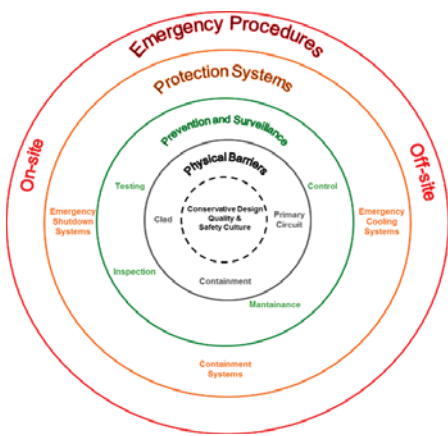 Emergency Procedures
Protection Systems
Prevention and Surveillance
Physical Barriers
On-site
Off-site
Testing
Control
Conservative Design
Quality &
Safety Culture
Clad
Primary
Circuit
Emergency
Shutdown
Systems
Emergency
Cooling
Systems
Inspection
Containment
Mantainance
Containment
Systems